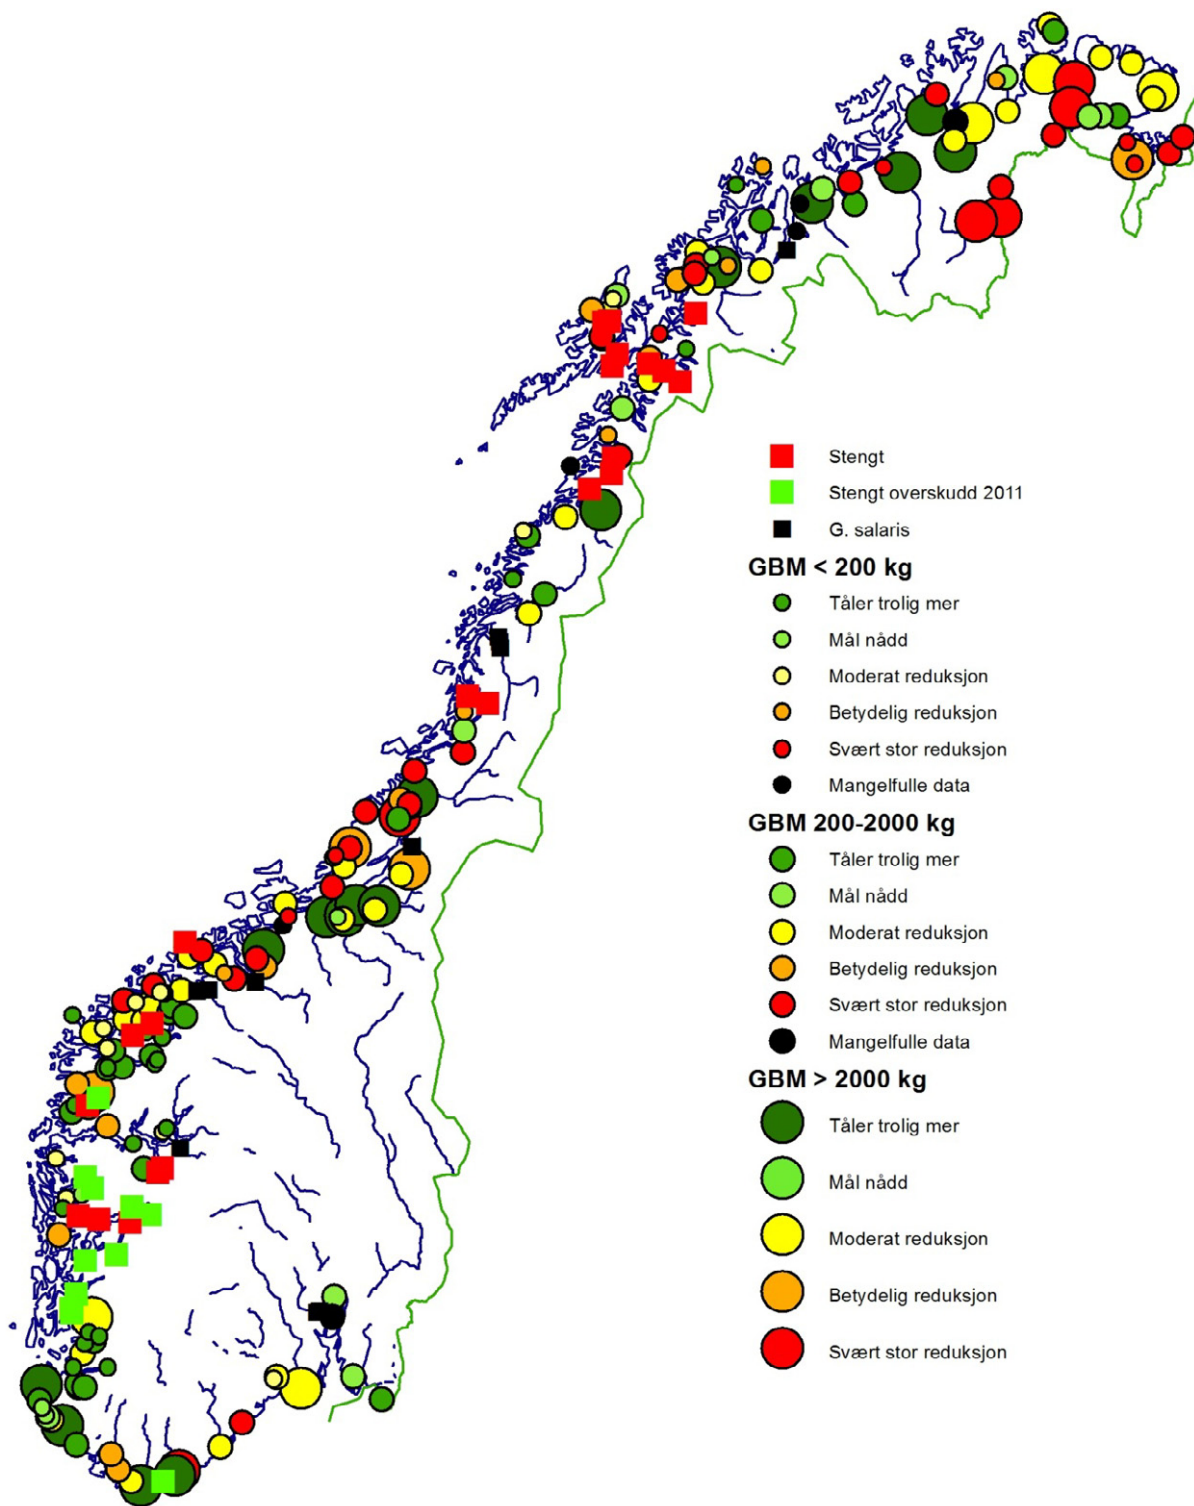 Stengt
Stengt overskudd 2011
G. salaris
GBM < 200 kg
Tåler trolig mer
Mål nådd
Moderat reduksjon
Betydelig reduksjon
Svært stor reduksjon
Mangelfulle data
GBM 200-2000 kg
Tåler trolig mer
Mål nådd
Moderat reduksjon
Betydelig reduksjon
Svært stor reduksjon
Mangelfulle data
GBM > 2000 kg
Tåler trolig mer
Mål nådd
Moderat reduksjon
Betydelig reduksjon
Svært stor reduksjon